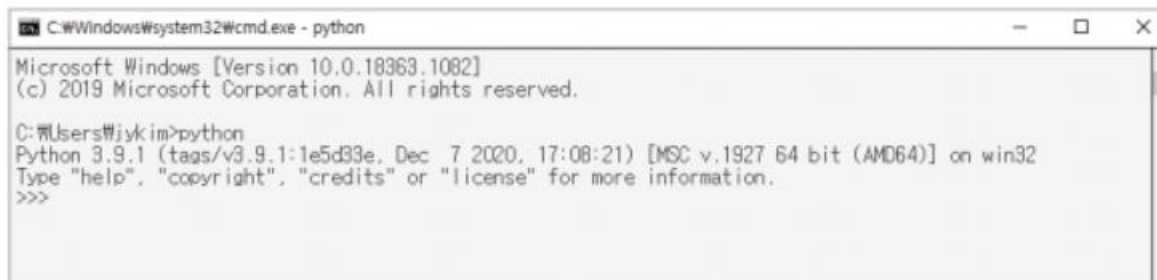 C:₩Windows₩system32₩cmd.exe - python
Microsoft Windows [Version 10.0.18363.1082]
(c) 2019 Microsoft Corporation. All rights reserved.
C:₩Users₩jykim>python
Python 3.9.1 (tags/v3.9.1:1e5d33e, Dec  7 2020, 17:08:21) [MSC v.1927 64 bit (AMD64)] on win32
Type "help", "copyright", "credits" or "license" for more information.
>>>